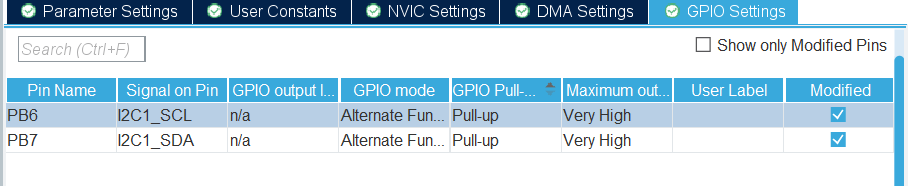 Parameter Settings User Constants NVIC Settings DMA Settings GPIO Settings
Search (Ctrl+F) Show only Modified Pins
Pin Name Signal on Pin GPIO output l... GPIO mode GPIO Pull-... Maximum out... User Label Modified
PB6 I2C1_SCL n/a Alternate Fun... Pull-up Very High
PB7 I2C1_SDA n/a Alternate Fun... Pull-up Very High